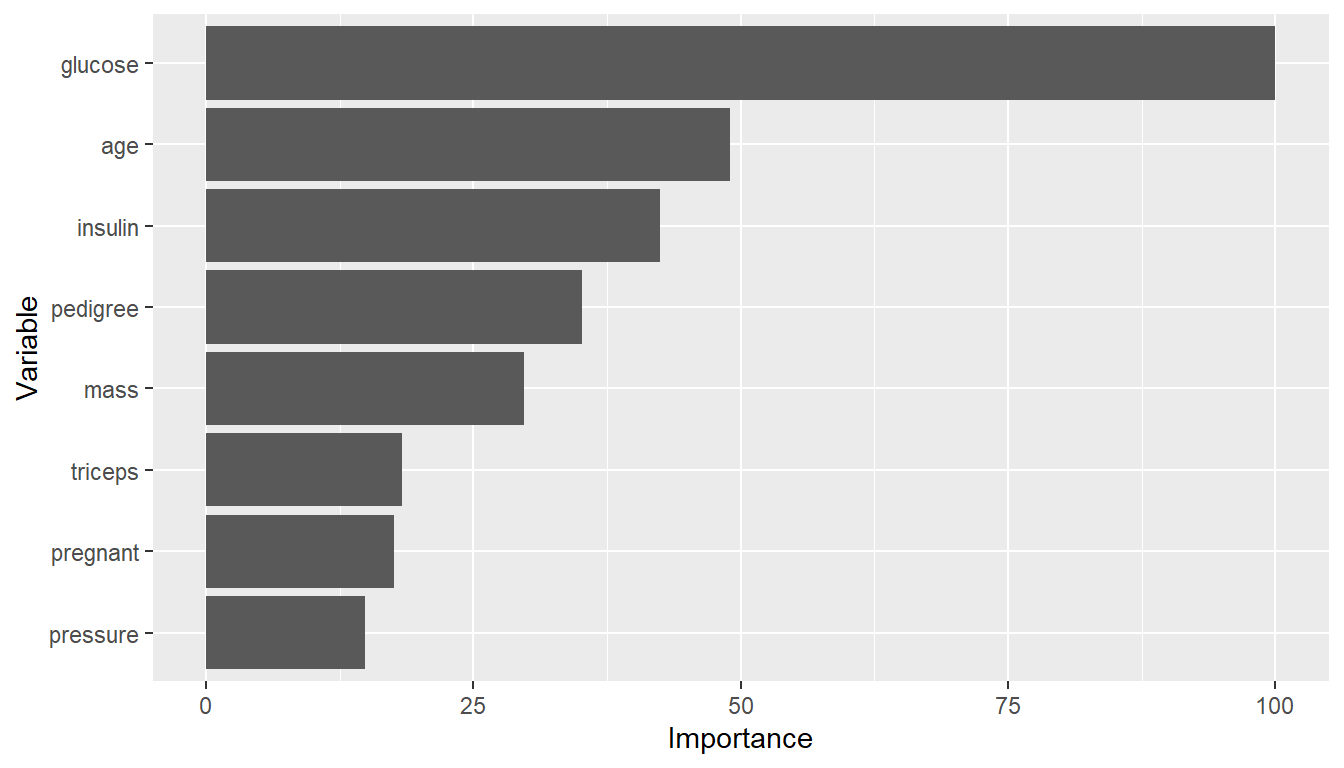 glucose
age
insulin
pedigree
mass
triceps
pregnant
pressure
Variable
0 25 50 75 100
Importance